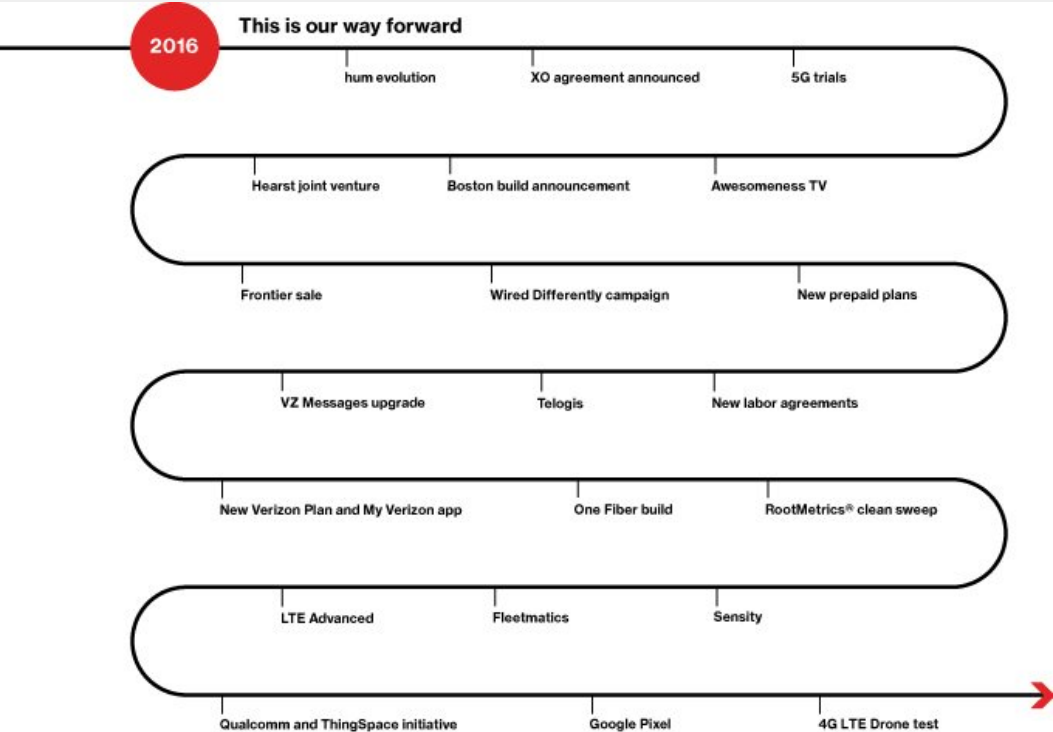 This is our way forward
2016
hum evolution
XO agreement announced
5G trials
Hearst joint venture
Boston build announcement
Awesomeness TV
Frontier sale
Wired Differently campaign
New prepaid plans
VZ Messages upgrade
Telogis
New labor agreements
New Verizon Plan and My Verizon app
One Fiber build
RootMetrics® clean sweep
LTE Advanced
Fleetmatics
Sensity
Qualcomm and ThingSpace initiative
Google Pixel
4G LTE Drone test